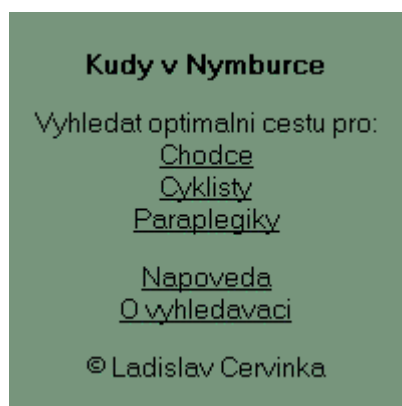 Kudy v Nymburce
Vyhledat optimalni cestu pro:
Chodce
Cyklisty
Paraplegiky
Napoveda
O vyhledavaci
© Ladislav Cervinka